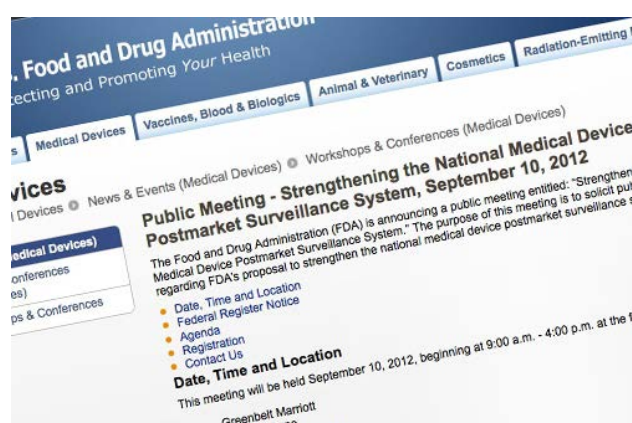 . Food and Drug Administration
tecting and Promoting Your Health
s
Medical Devices
Vaccines, Blood & Biologics
Animal & Veterinary
Cosmetics
Radiation-Emitting
vices
l Devices News & Events (Medical Devices) Workshops & Conferences (Medical Devices)
edical Devices)
onferences
es)
ps & Conferences
Public Meeting - Strengthening the National Medical Device
Postmarket Surveillance System, September 10, 2012
The Food and Drug Administration (FDA) is announcing a public meeting entitled: "Strengthen
Medical Device Postmarket Surveillance System." The purpose of this meeting is to solicit pu
regarding FDA's proposal to strengthen the national medical device postmarket surveillance s
Date, Time and Location
Federal Register Notice
Agenda
Registration
Contact Us
Date, Time and Location
This meeting will be held September 10, 2012, beginning at 9:00 a.m. - 4:00 p.m. at the f
Greenbelt Marriott